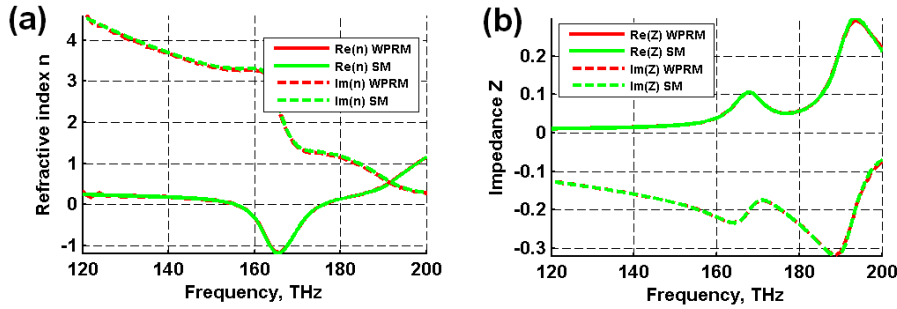 (a)
Refractive index n
4
3
2
1
0
-1
120
140
160
180
200
Frequency, THz
Re(n) WPRM
Re(n) SM
Im(n) WPRM
Im(n) SM
(b)
Impedance Z
0.2
0.1
0
-0.1
-0.2
-0.3
120
140
160
180
200
Frequency, THz
Re(Z) WPRM
Re(Z) SM
Im(Z) WPRM
Im(Z) SM